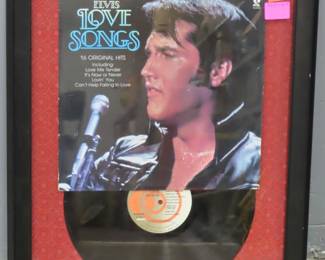 ELVIS
LOVE
SONGS
16 ORIGINAL HITS
Including:
Love Me Tender
It's Now or Never
Lovin' You
Can't Help Falling In Love